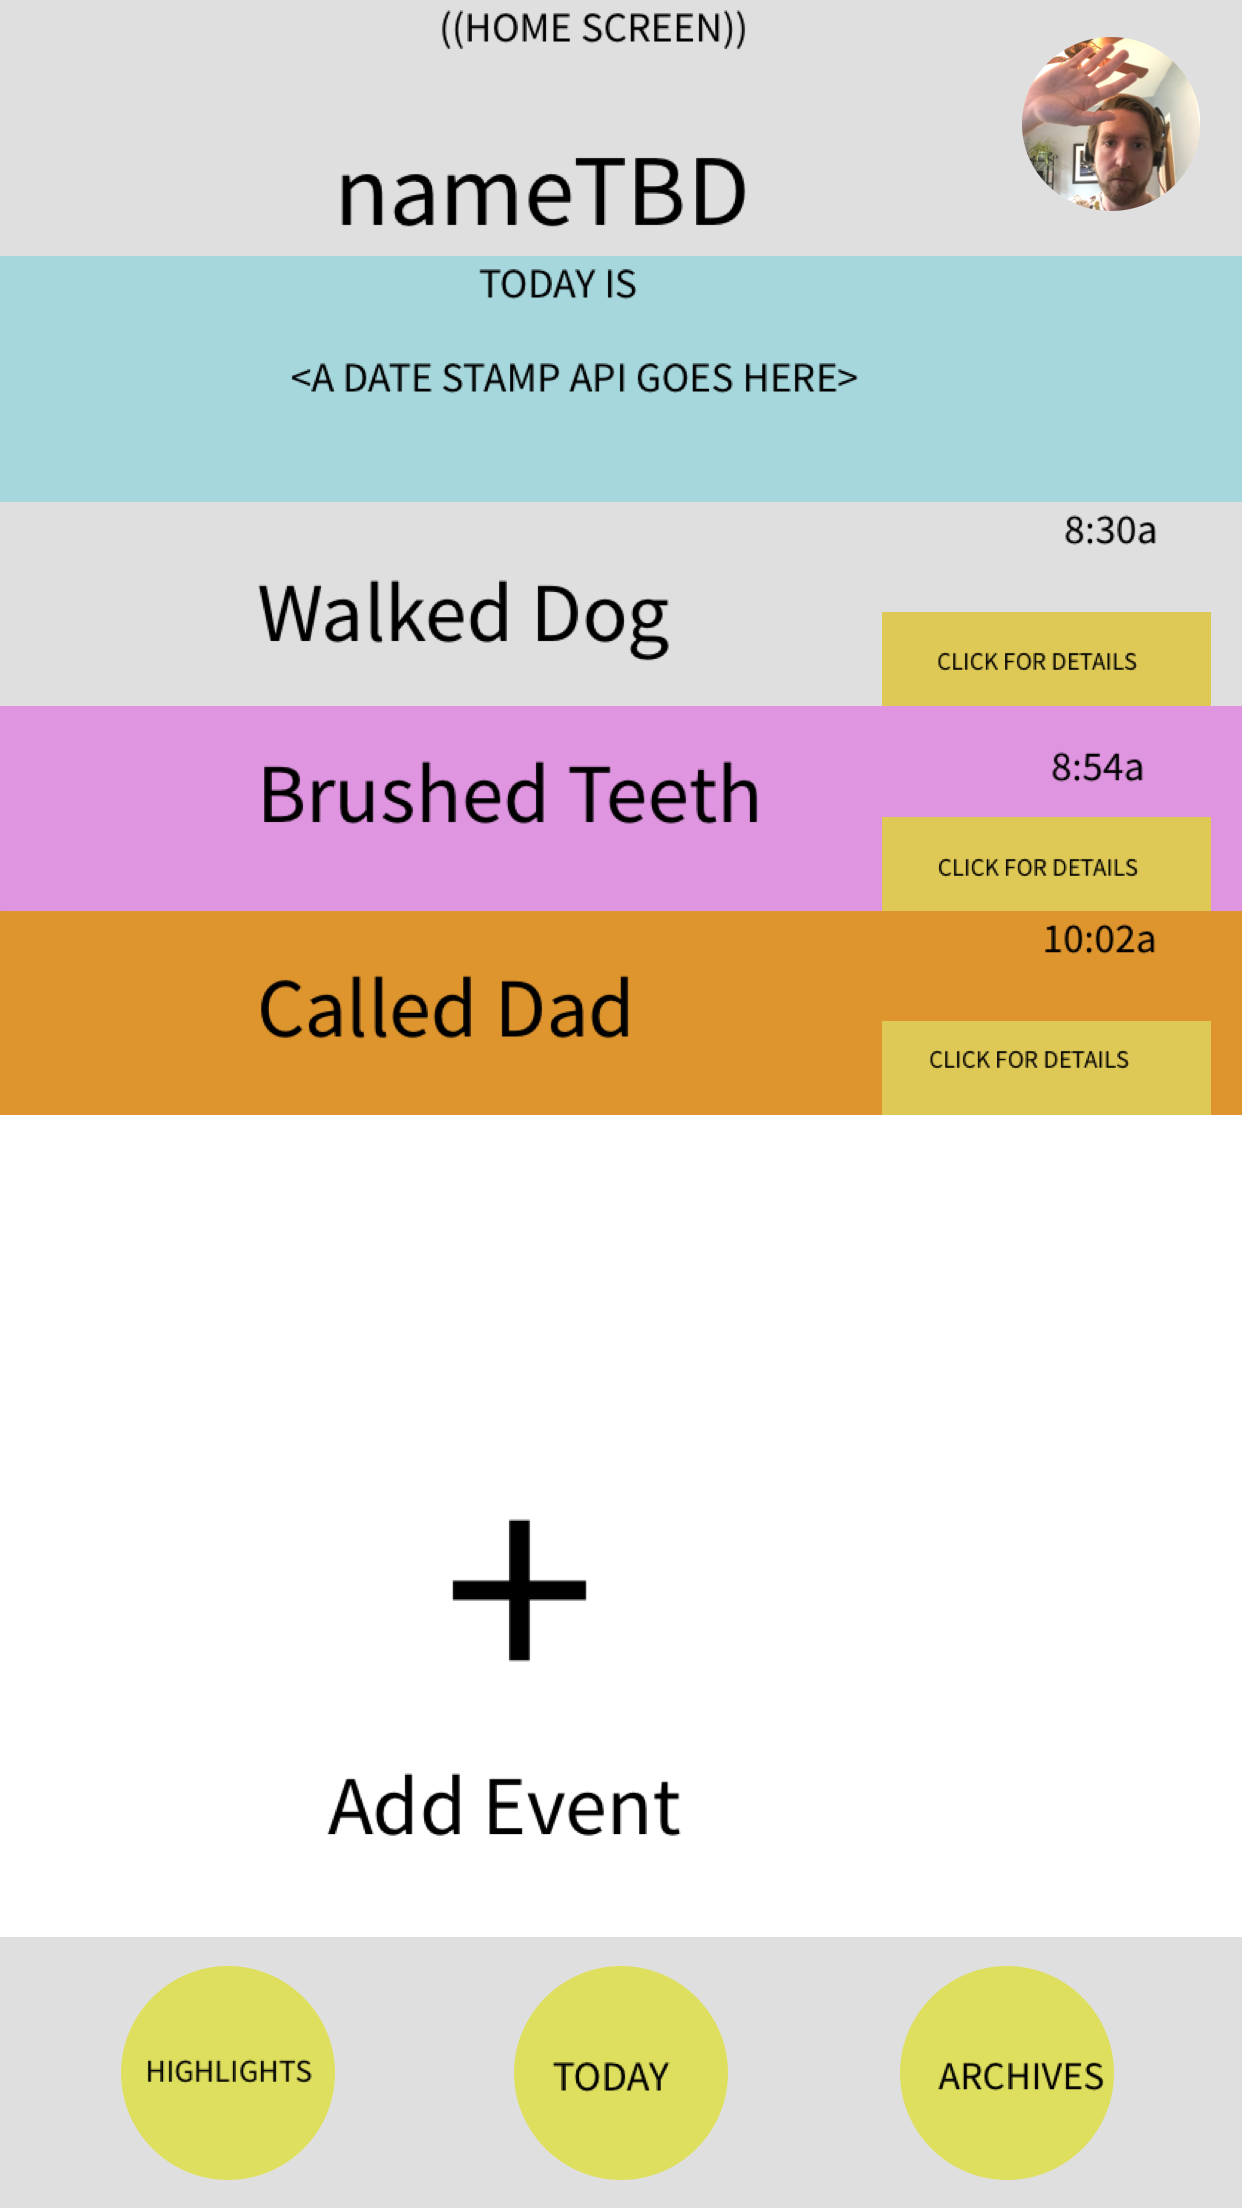 ((HOME SCREEN))
nameTBD
TODAY IS
<A DATE STAMP API GOES HERE>
8:30a
Walked Dog
CLICK FOR DETAILS
Brushed Teeth
8:54a
CLICK FOR DETAILS
10:02a
Called Dad
CLICK FOR DETAILS
+
Add Event
HIGHLIGHTS
TODAY
ARCHIVES